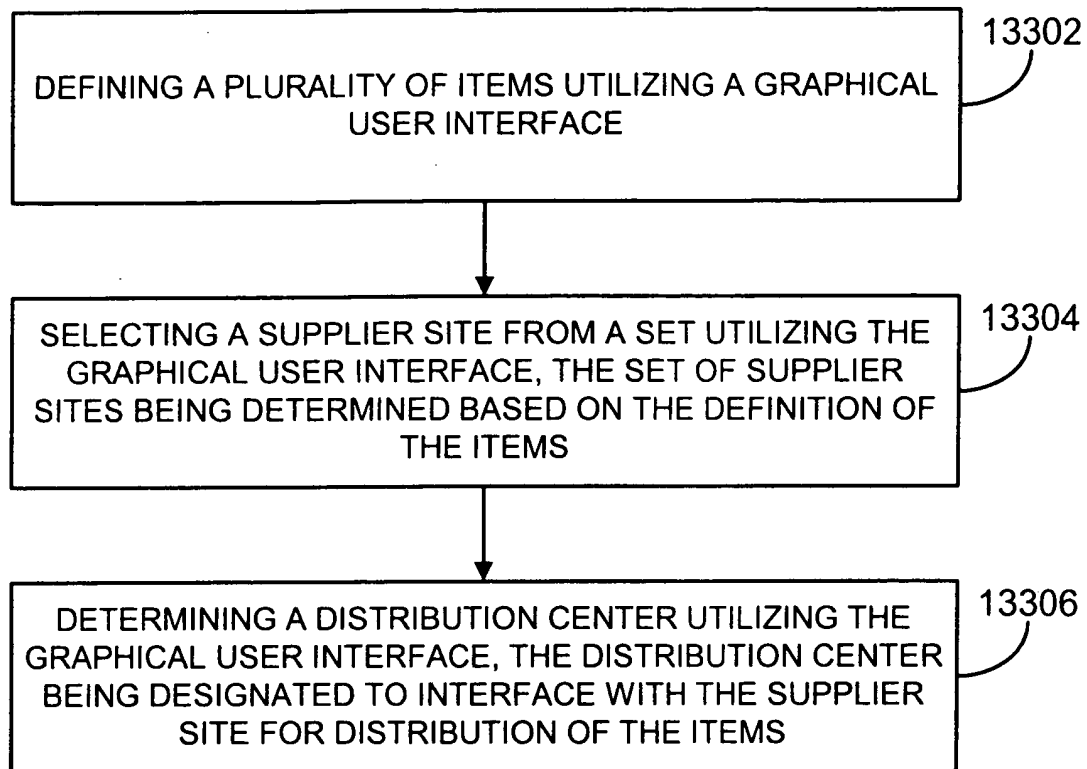 13302
DEFINING A PLURALITY OF ITEMS UTILIZING A GRAPHICAL
USER INTERFACE
13304
SELECTING A SUPPLIER SITE FROM A SET UTILIZING THE
GRAPHICAL USER INTERFACE, THE SET OF SUPPLIER
SITES BEING DETERMINED BASED ON THE DEFINITION OF
THE ITEMS
13306
DETERMINING A DISTRIBUTION CENTER UTILIZING THE
GRAPHICAL USER INTERFACE, THE DISTRIBUTION CENTER
BEING DESIGNATED TO INTERFACE WITH THE SUPPLIER
SITE FOR DISTRIBUTION OF THE ITEMS